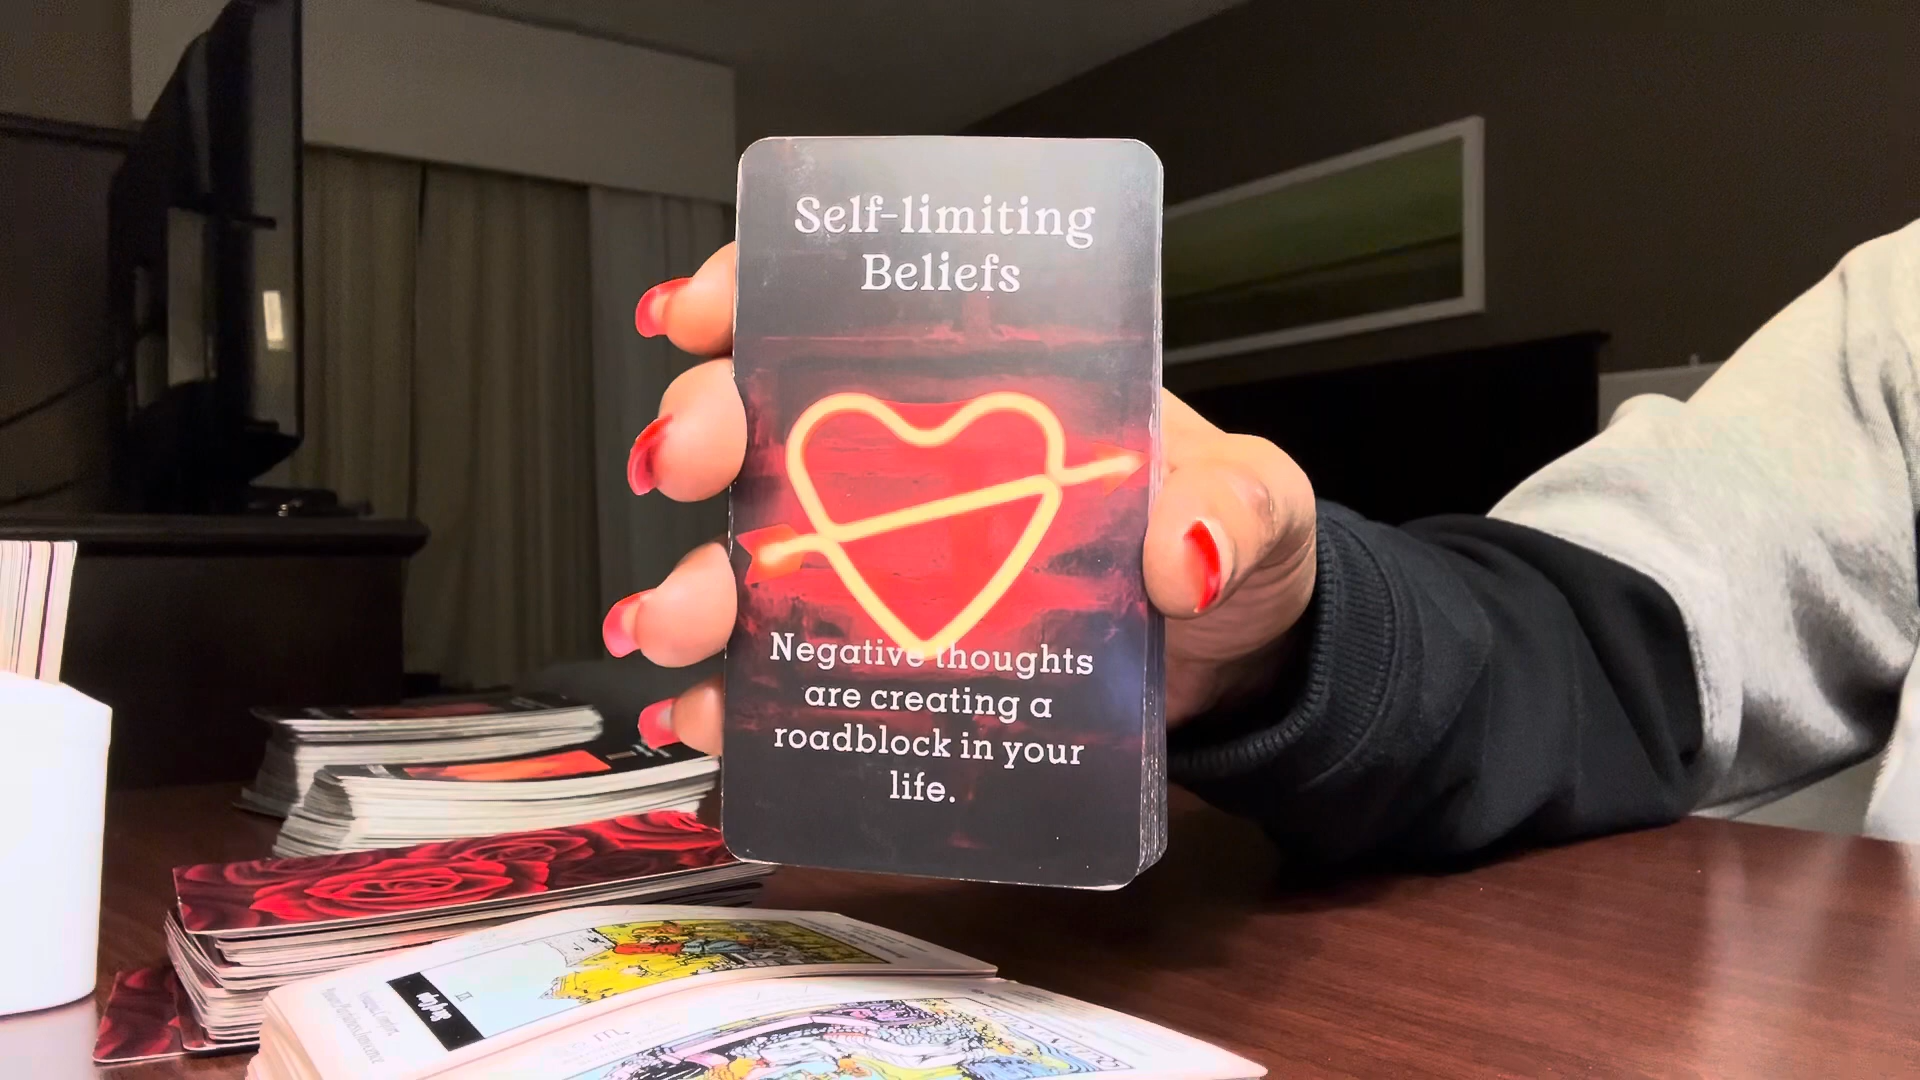 Self-limiting
Beliefs
Negative thoughts
are creating a
roadblock in your
life.